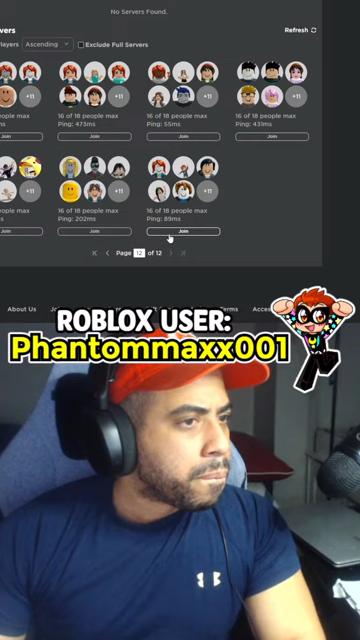 No Servers Found.
Refresh
Ascending
Exclude Full Servers
+11
+11
+11
+11
16 of 18 people max
16 of 18 people max
16 of 18 people max
Ping: 473ms
Ping: 55ms
Ping: 431ms
Join
Join
Join
+11
+11
+11
16 of 18 people max
16 of 18 people max
Ping: 202ms
Ping: 89ms
Join
Join
Page 12 of 12
About Us
ROBLOX USER:
Phantommaxx001